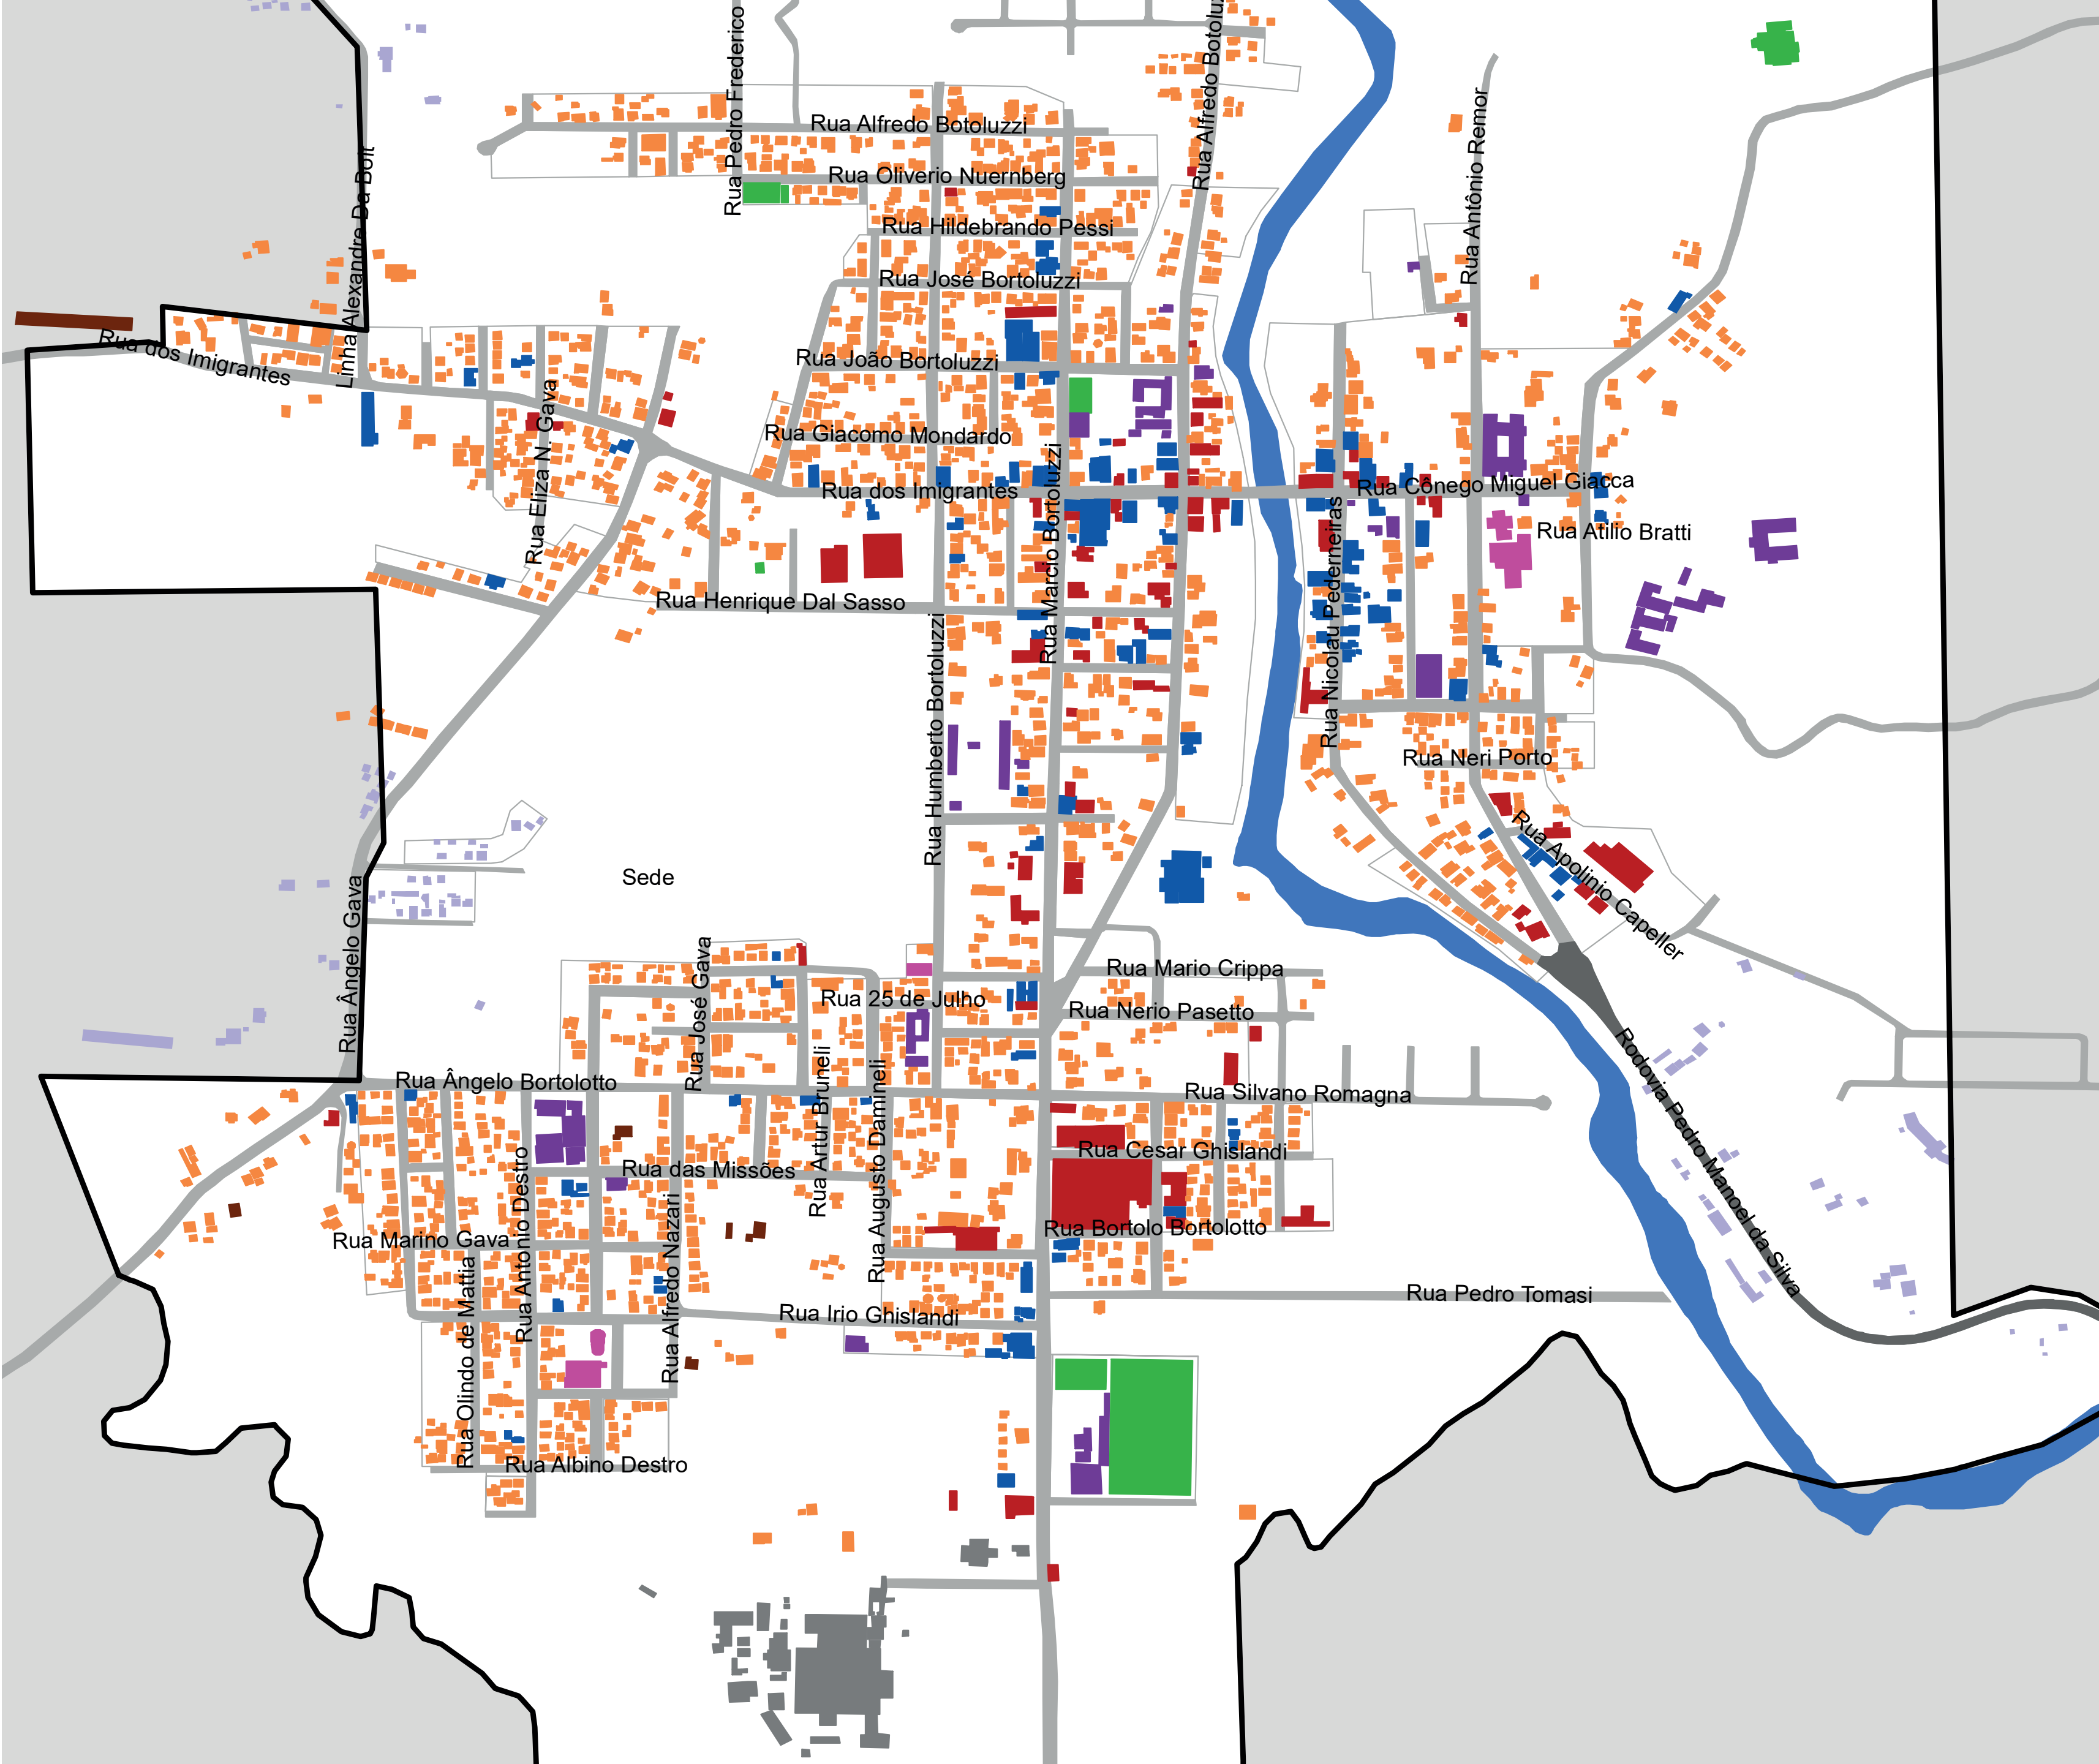 Rua Pedro Frederico
Rua Alfredo Botoluz
Rua Alfredo Botoluzzi
Rua Antônio Remor
Linha Alexandre Da Boit
Rua Oliverio Nuernberg
Rua Hildebrando Pessi
Rua José Bortoluzzi
Rua dos Imigrantes
Rua João Bortoluzzi
Rua Eliza N. Gava
Rua Giacomo Mondardo
Rua Marcio Bortoluzzi
Rua dos Imigrantes
Rua Cônego Miguel Giacca
Rua Nicolau Pederneiras
Rua Atilio Bratti
Rua Henrique Dal Sasso
Rua Humberto Bortoluzzi
Rua Neri Porto
Rua Apolinio Capeller
Sede
Rua Ângelo Gava
Rua José Gava
Rua Mario Crippa
Rua 25 de Julho
Rua Nerio Pasetto
Rodovia Pedro Manoel da Silva
Rua Ângelo Bortolotto
Rua Artur Bruneli
Rua Augusto Damineli
Rua Silvano Romagna
Rua Cesar Ghislandi
Rua das Missões
Rua Antonio Destro
Rua Alfredo Nazari
Rua Marino Gava
Rua Bortolo Bortolotto
Rua Olindo de Mattia
Rua Pedro Tomasi
Rua Irio Ghislandi
Rua Albino Destro